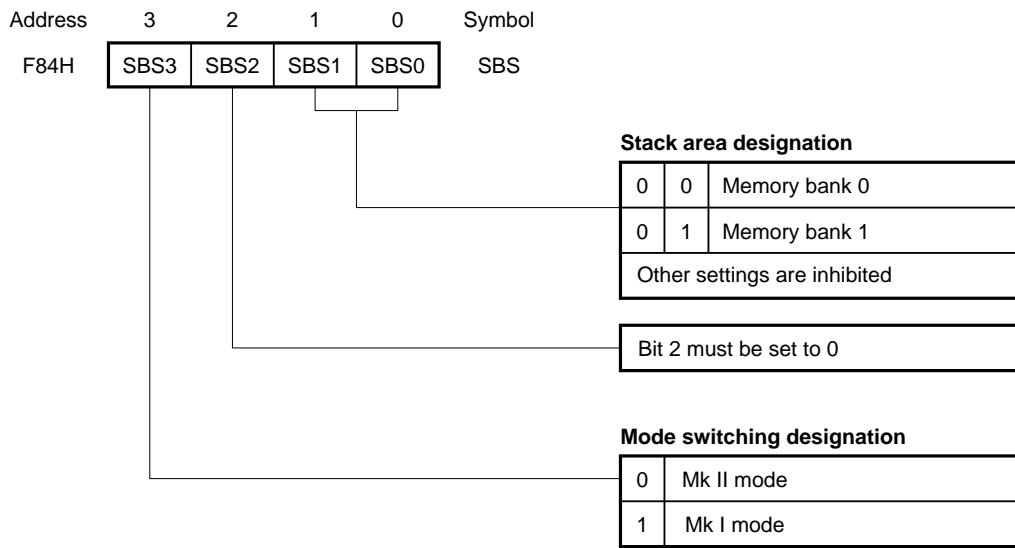 Address 3 2 1 0 Symbol
F84H SBS3 SBS2 SBS1 SBS0 SBS
Stack area designation
0 0 Memory bank 0
0 1 Memory bank 1
Other settings are inhibited
Bit 2 must be set to 0
Mode switching designation
0 Mk II mode
1 Mk I mode